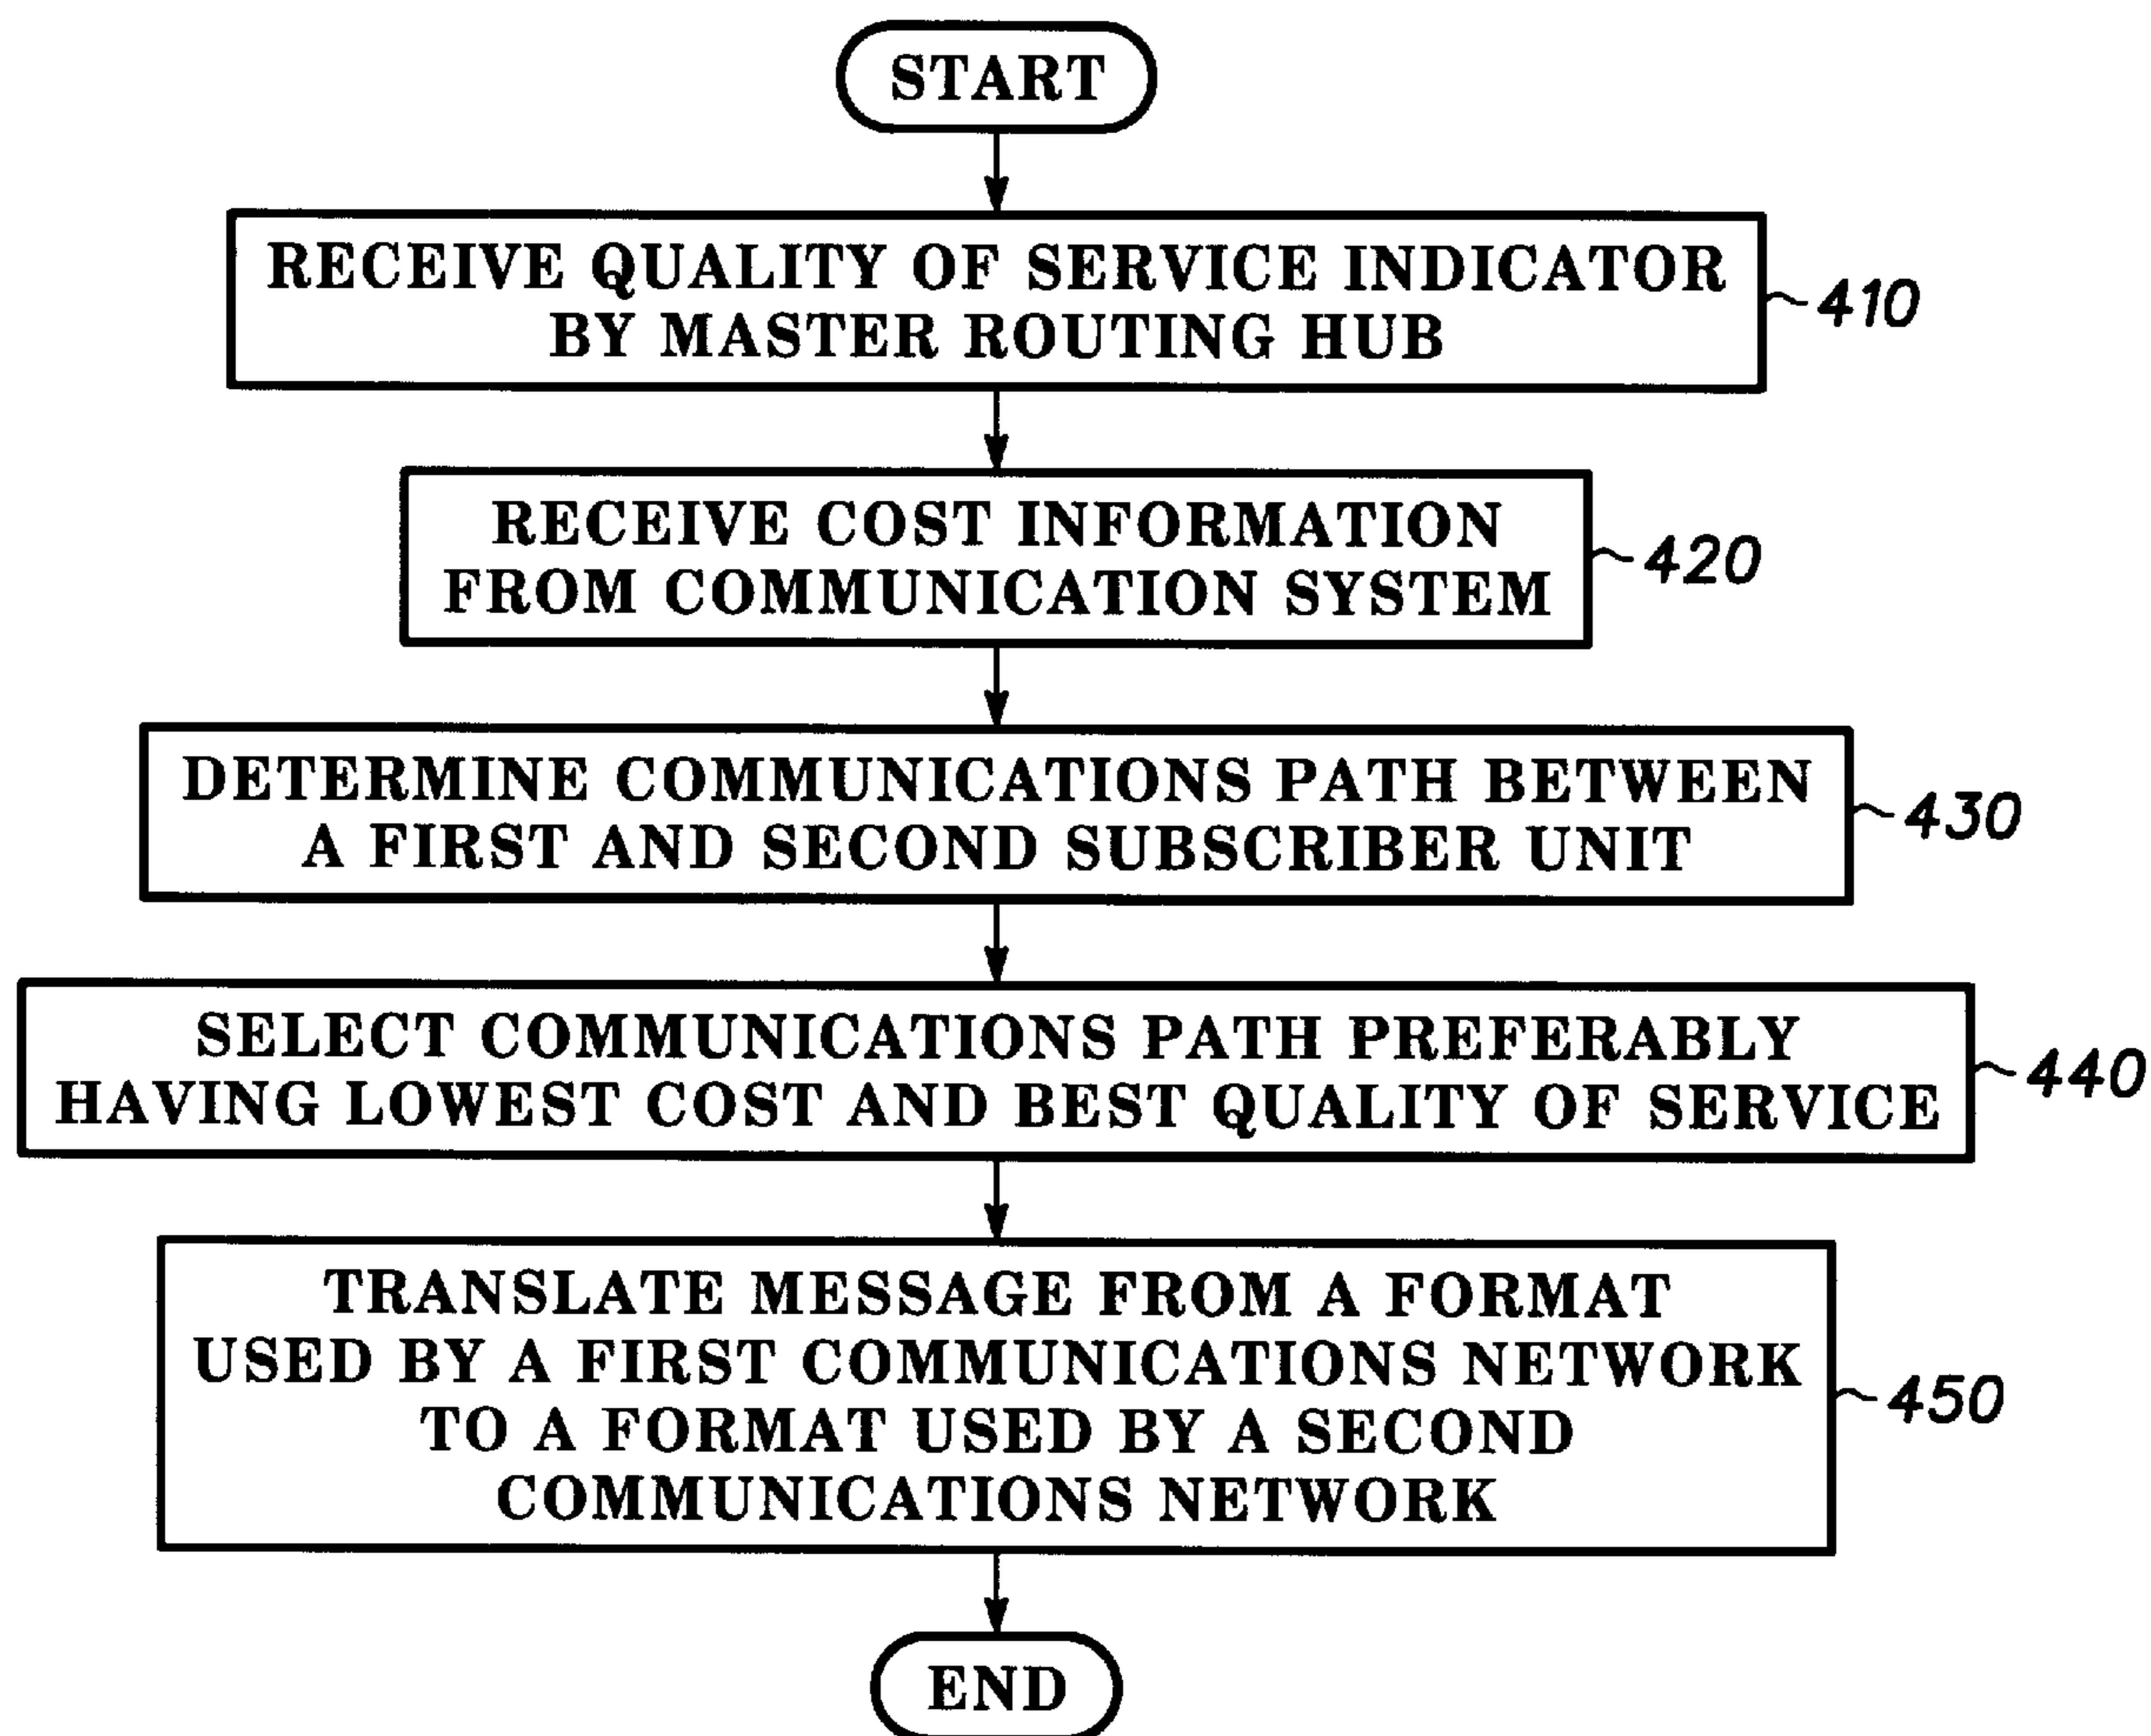 START
RECEIVE QUALITY OF SERVICE INDICATOR
BY MASTER ROUTING HUB
410
RECEIVE COST INFORMATION
FROM COMMUNICATION SYSTEM
420
DETERMINE COMMUNICATIONS PATH BETWEEN
A FIRST AND SECOND SUBSCRIBER UNIT
430
SELECT COMMUNICATIONS PATH PREFERABLY
HAVING LOWEST COST AND BEST QUALITY OF SERVICE
440
TRANSLATE MESSAGE FROM A FORMAT
USED BY A FIRST COMMUNICATIONS NETWORK
TO A FORMAT USED BY A SECOND
COMMUNICATIONS NETWORK
450
END